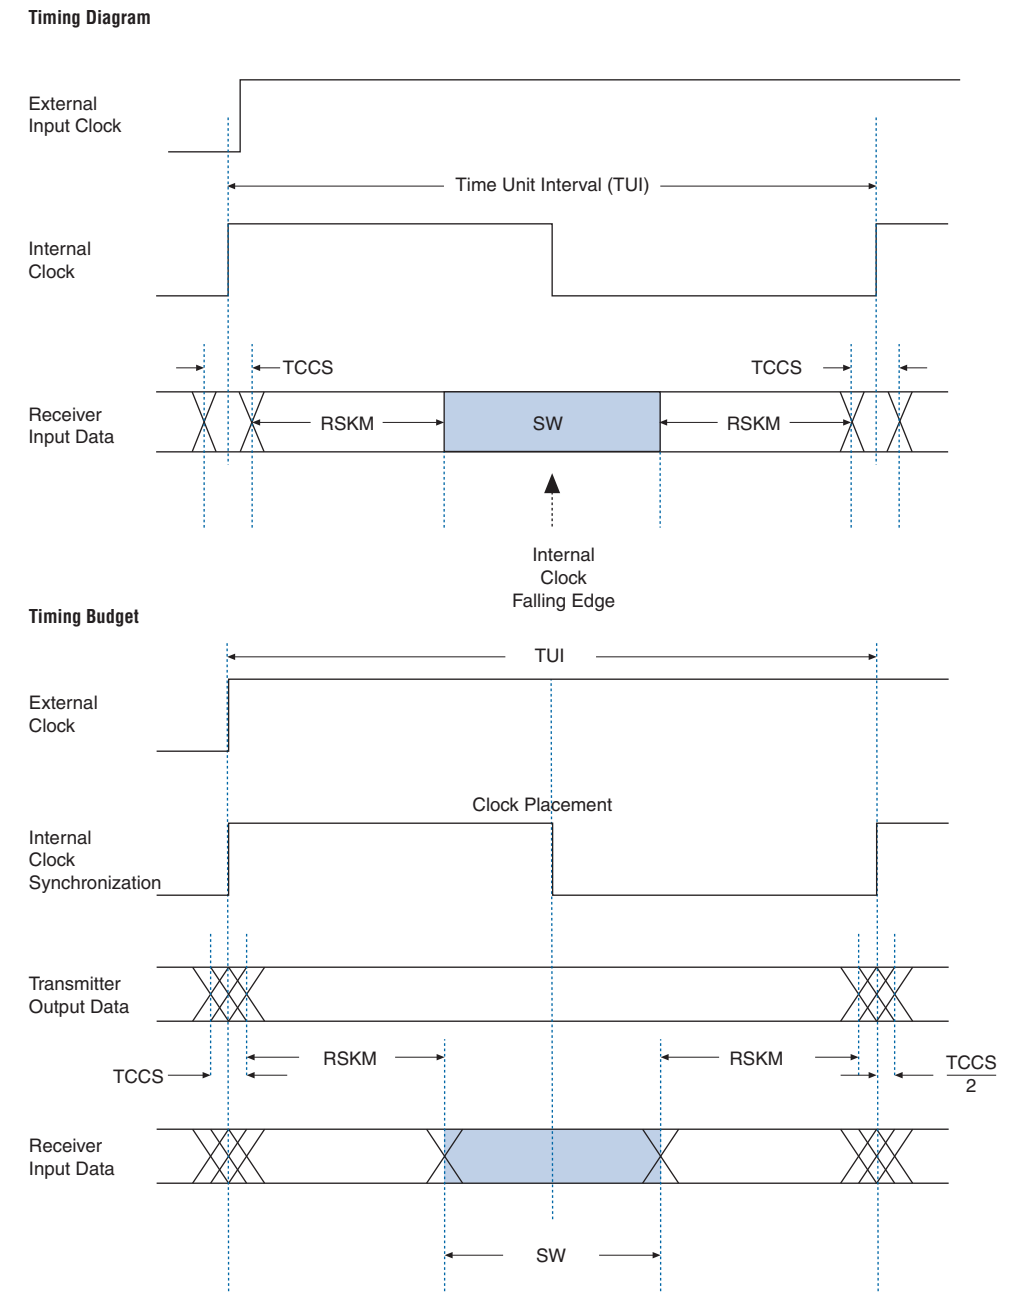 Timing Diagram
External
Input Clock
Time Unit Interval (TUI)
Internal
Clock
TCCS
TCCS
Receiver
Input Data
RSKM
SW
RSKM
Internal
Clock
Falling Edge
Timing Budget
TUI
External
Clock
Clock Placement
Internal
Clock
Synchronization
Transmitter
Output Data
RSKM
RSKM
TCCS
TCCS
2
Receiver
Input Data
SW